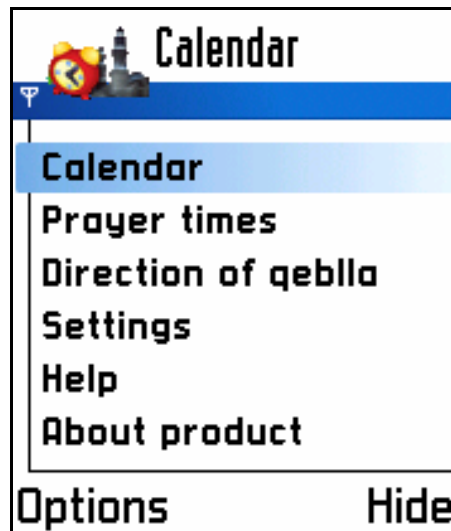 Calendar
Calendar
Prayer times
Direction of qeblla
Settings
Help
About product
Options Hide